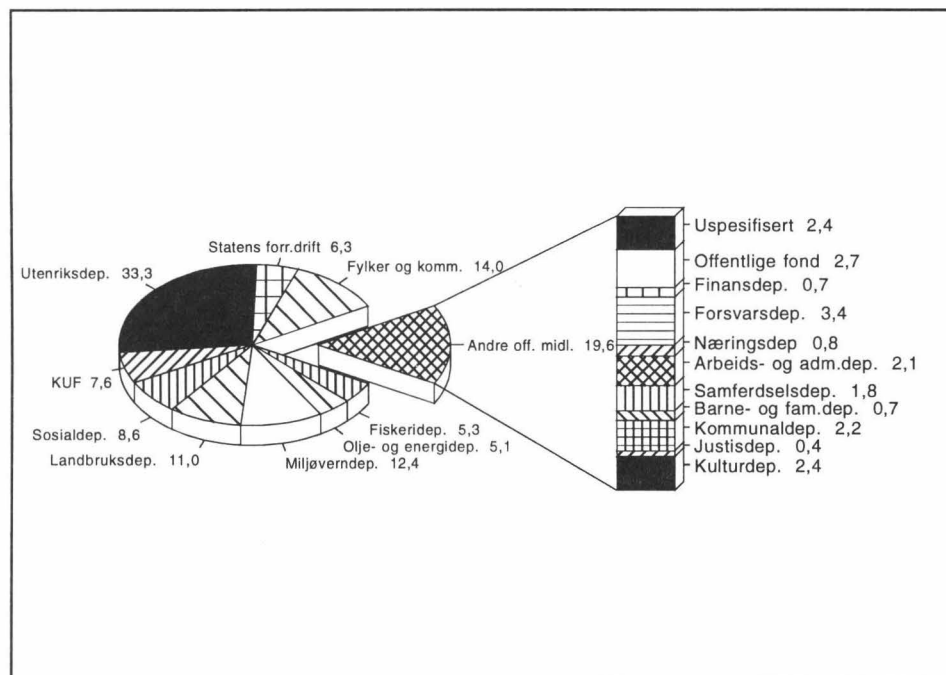 Statens forr.drift 6,3
Utenriksdep. 33,3
Fylker og komm. 14,0
Andre off. midl. 19,6
KUF 7,6
Sosialdep. 8,6
Landbruksdep. 11,0
Miljøverndep. 12,4
Olje- og energidep. 5,1
Fiskeridep. 5,3
Uspesifisert 2,4
Offentlige fond 2,7
Finansdep. 0,7
Forsvarsdep. 3,4
Næringsdep 0,8
Arbeids- og adm.dep. 2,1
Samferdselsdep. 1,8
Barne- og fam.dep. 0,7
Kommunaldep. 2,2
Justisdep. 0,4
Kulturdep. 2,4